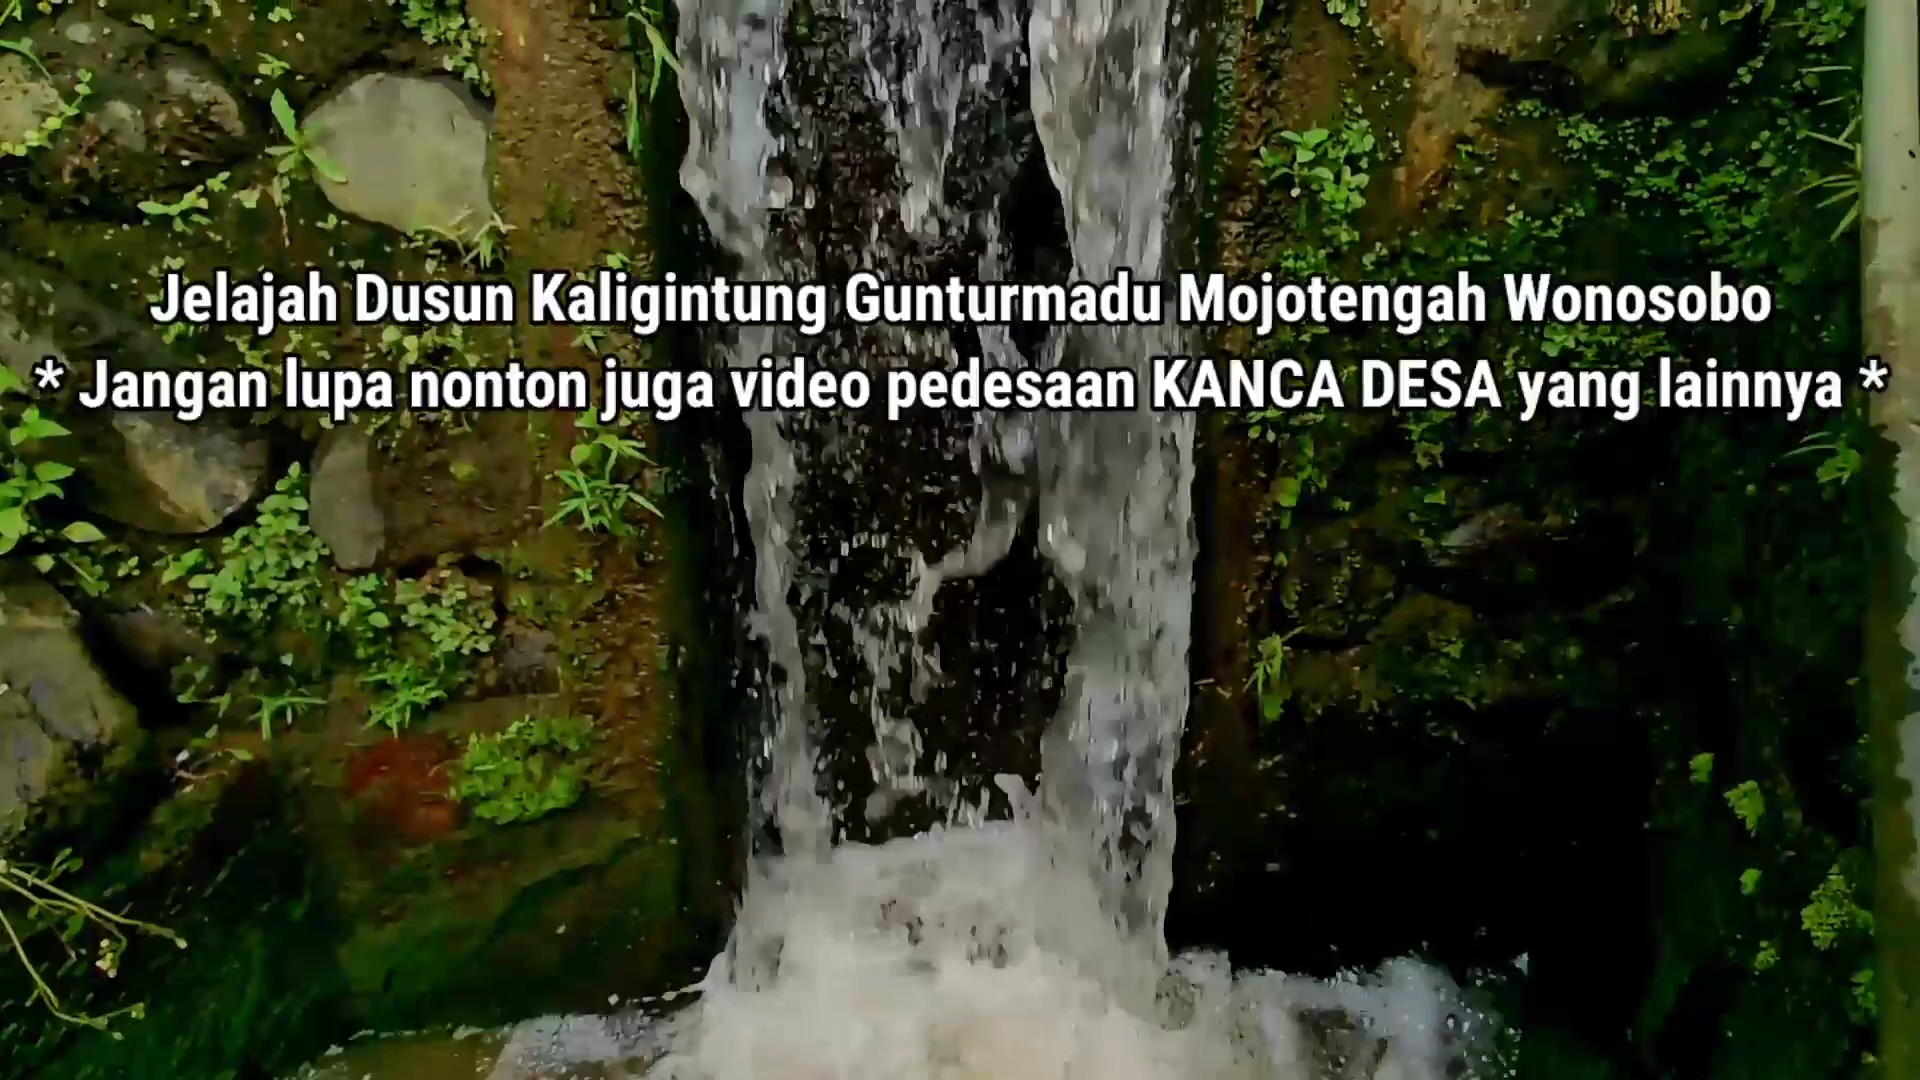 Jelajah Dusun Kaligintung Gunturmadu Mojotengah Wonosobo
* Jangan lupa nonton juga video pedesaan KANCA DESA yang lainnya *